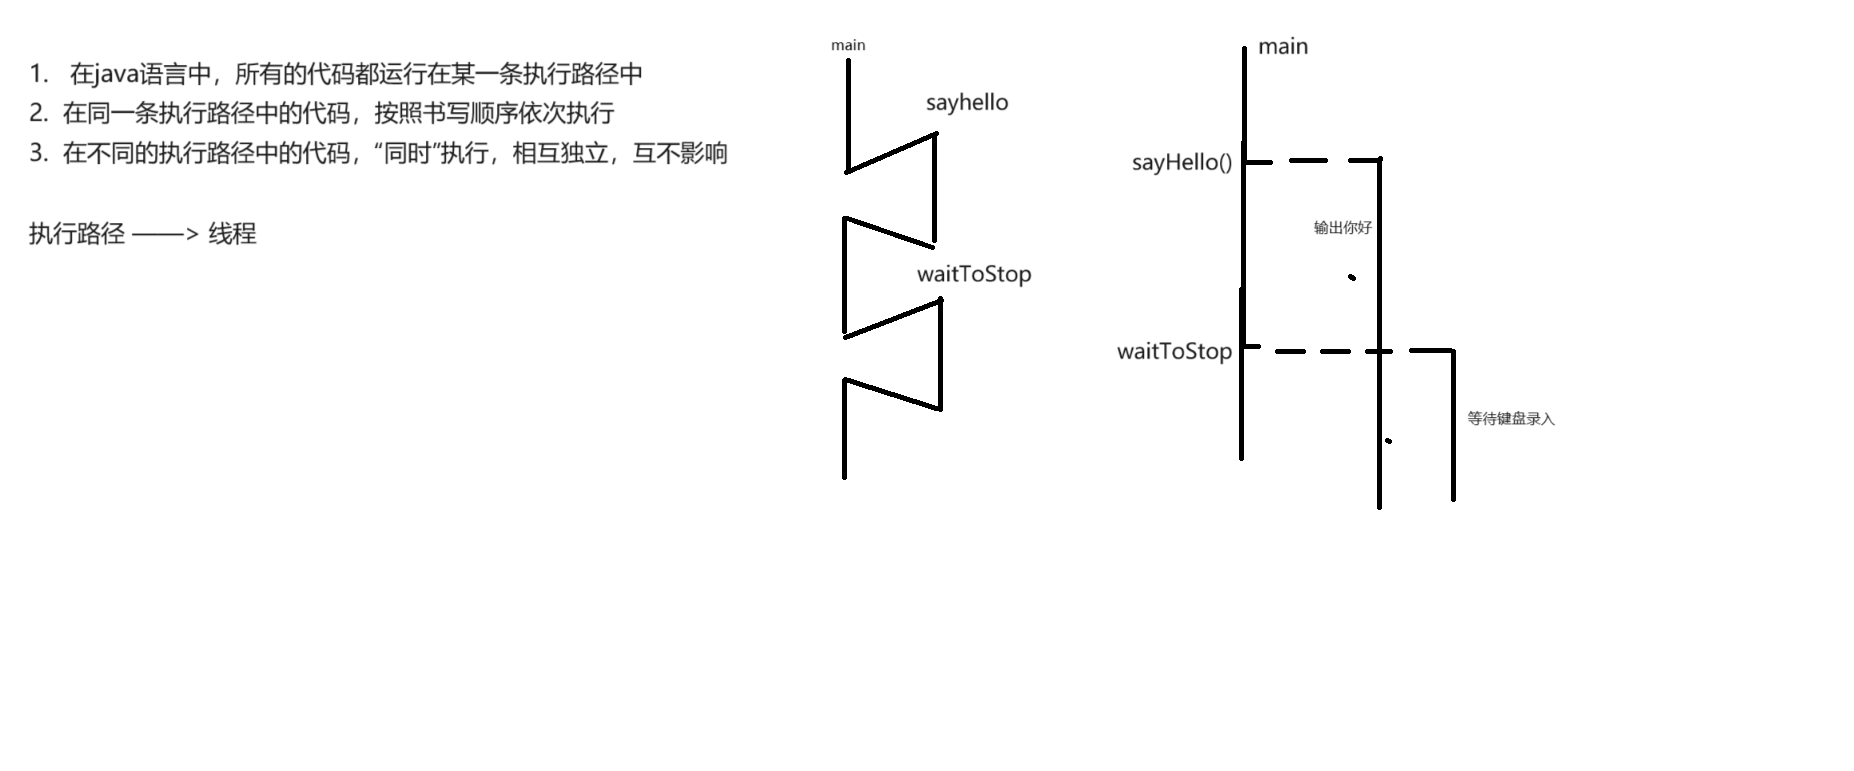 1. 在java语言中，所有的代码都运行在某一条执行路径中
2. 在同一条执行路径中的代码，按照书写顺序依次执行
3. 在不同的执行路径中的代码，“同时”执行，相互独立，互不影响
执行路径 ——> 线程
main
sayhello
waitToStop
main
sayHello()
输出你好
waitToStop
等待键盘录入